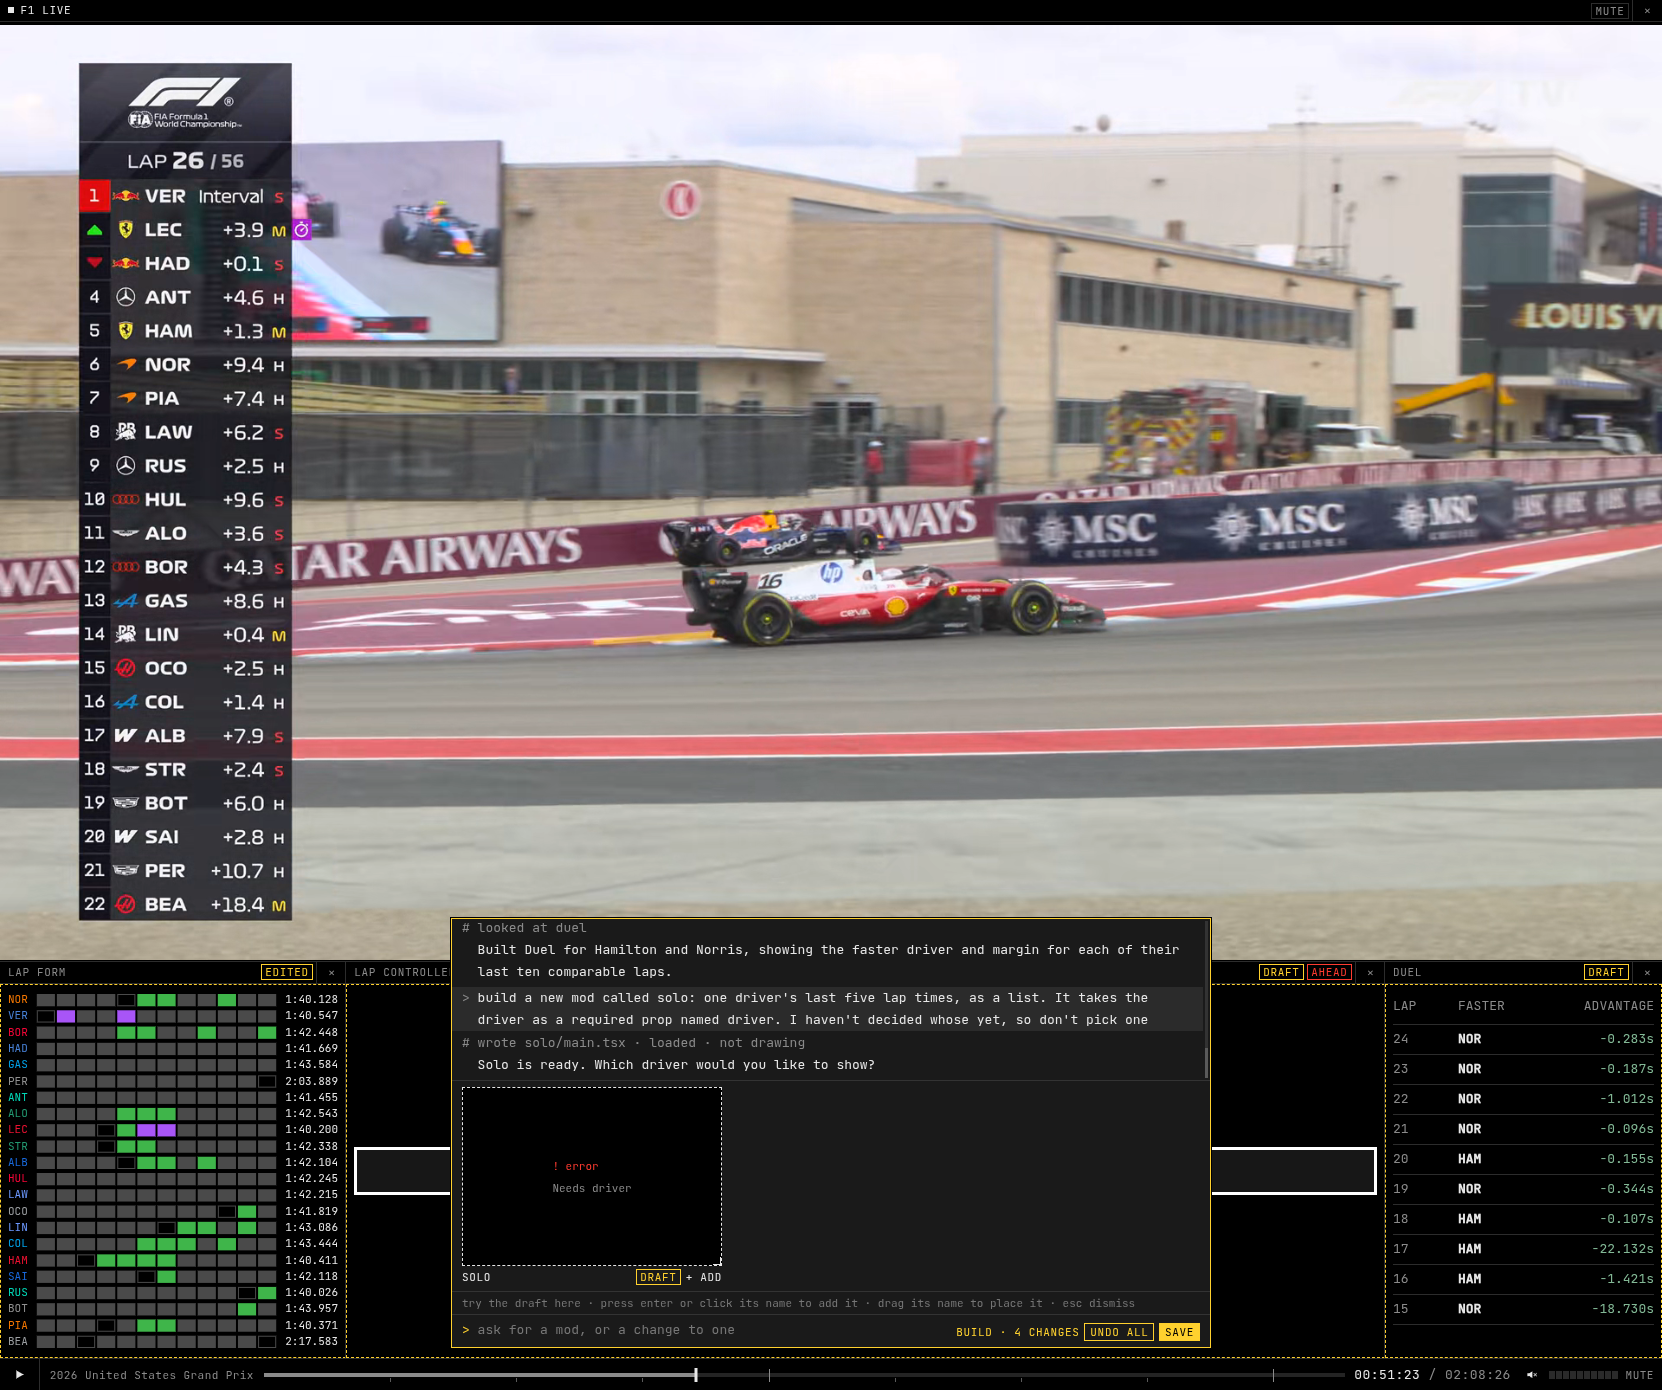 F1 LIVE
MUTE ×
F1 TV
FIA Formula 1
World Championship
LAP 26 / 56
1 VER Interval S
LEC +3.9 M
HAD +0.1 S
4 ANT +4.6 H
5 HAM +1.3 M
6 NOR +9.4 H
7 PIA +7.4 H
8 LAW +6.2 S
9 RUS +2.5 H
10 HUL +9.6 S
11 ALO +3.6 S
12 BOR +4.3 S
13 GAS +8.6 H
14 LIN +0.4 M
15 OCO +2.5 H
16 COL +1.4 H
17 ALB +7.9 S
18 STR +2.4 S
19 BOT +6.0 H
20 SAI +2.8 H
21 PER +10.7 H
22 BEA +18.4 M
LOUIS V
QATAR AIRWAYS
WAY
TAR AIRWAYS
AIRWAYS
MSC
CRUISES
MSC
CRUISES
MSC
CRUISES
ORACLE
16
hp
CEVA
LAP FORM EDITED ×
NOR 1:40.128
VER 1:40.547
BOR 1:42.448
HAD 1:41.669
GAS 1:43.584
PER 2:03.889
ANT 1:41.455
ALO 1:42.543
LEC 1:40.200
STR 1:42.338
ALB 1:42.104
HUL 1:42.245
LAW 1:42.215
OCO 1:41.819
LIN 1:43.086
COL 1:43.444
HAM 1:40.411
SAI 1:42.118
RUS 1:40.026
BOT 1:43.957
PIA 1:40.371
BEA 2:17.583
LAP CONTROLLE
DRAFT AHEAD ×
# looked at duel
Built Duel for Hamilton and Norris, showing the faster driver and margin for each of their
last ten comparable laps.
> build a new mod called solo: one driver's last five lap times, as a list. It takes the
driver as a required prop named driver. I haven't decided whose yet, so don't pick one
# wrote solo/main.tsx · loaded · not drawing
Solo is ready. Which driver would you like to show?
! error
Needs driver
SOLO DRAFT + ADD
try the draft here · press enter or click its name to add it · drag its name to place it · esc dismiss
> ask for a mod, or a change to one
BUILD · 4 CHANGES UNDO ALL SAVE
DUEL DRAFT ×
LAP FASTER ADVANTAGE
24 NOR -0.283s
23 NOR -0.187s
22 NOR -1.012s
21 NOR -0.096s
20 HAM -0.155s
19 NOR -0.344s
18 HAM -0.107s
17 HAM -22.132s
16 HAM -1.421s
15 NOR -18.730s
2026 United States Grand Prix
00:51:23 / 02:08:26
MUTE